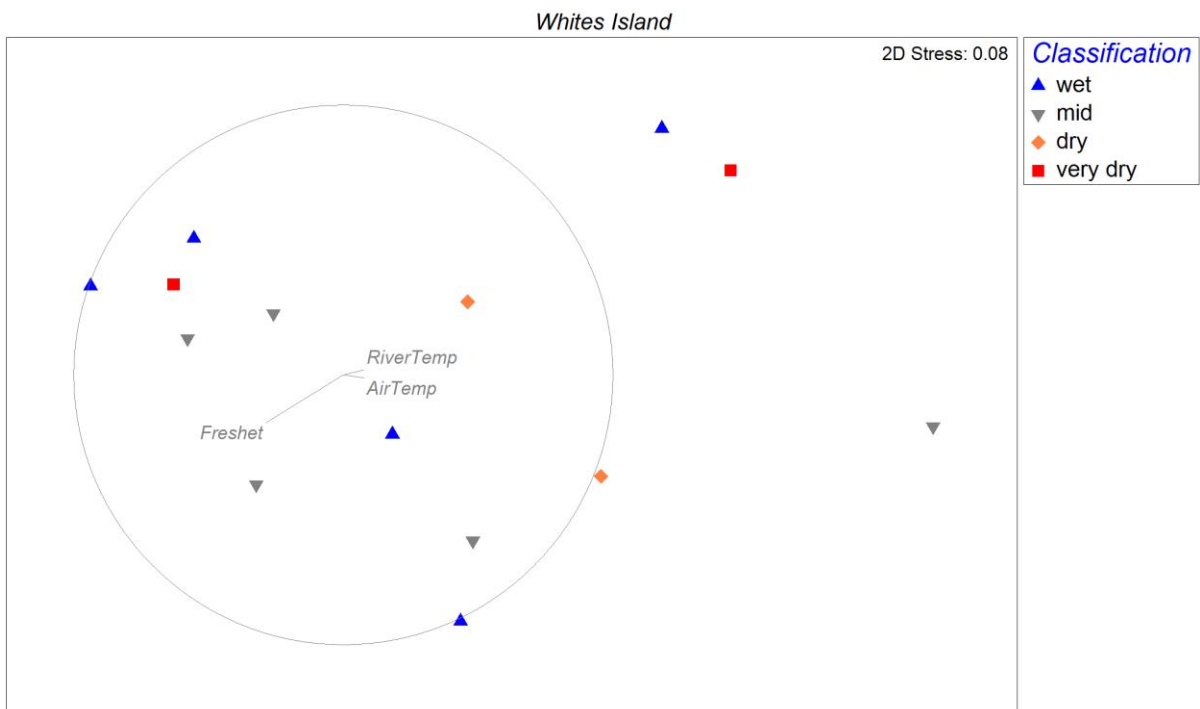 Whites Island
2D Stress: 0.08
Classification
wet
mid
dry
very dry
RiverTemp
AirTemp
Freshet